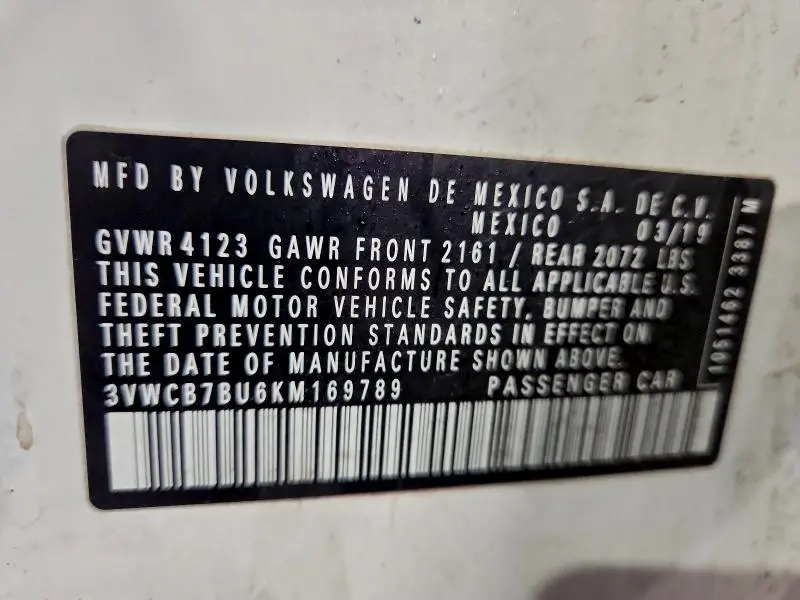 MFD BY VOLKSWAGEN DE MEXICO S.A. DE C.V.
MEXICO 03/19
GVWR 4123 GAWR FRONT 2161 / REAR 2072 LBS
THIS VEHICLE CONFORMS TO ALL APPLICABLE U.S.
FEDERAL MOTOR VEHICLE SAFETY, BUMPER AND
THEFT PREVENTION STANDARDS IN EFFECT ON
THE DATE OF MANUFACTURE SHOWN ABOVE.
3VWCB7BU6KM169789 PASSENGER CAR
1051462 3387 M